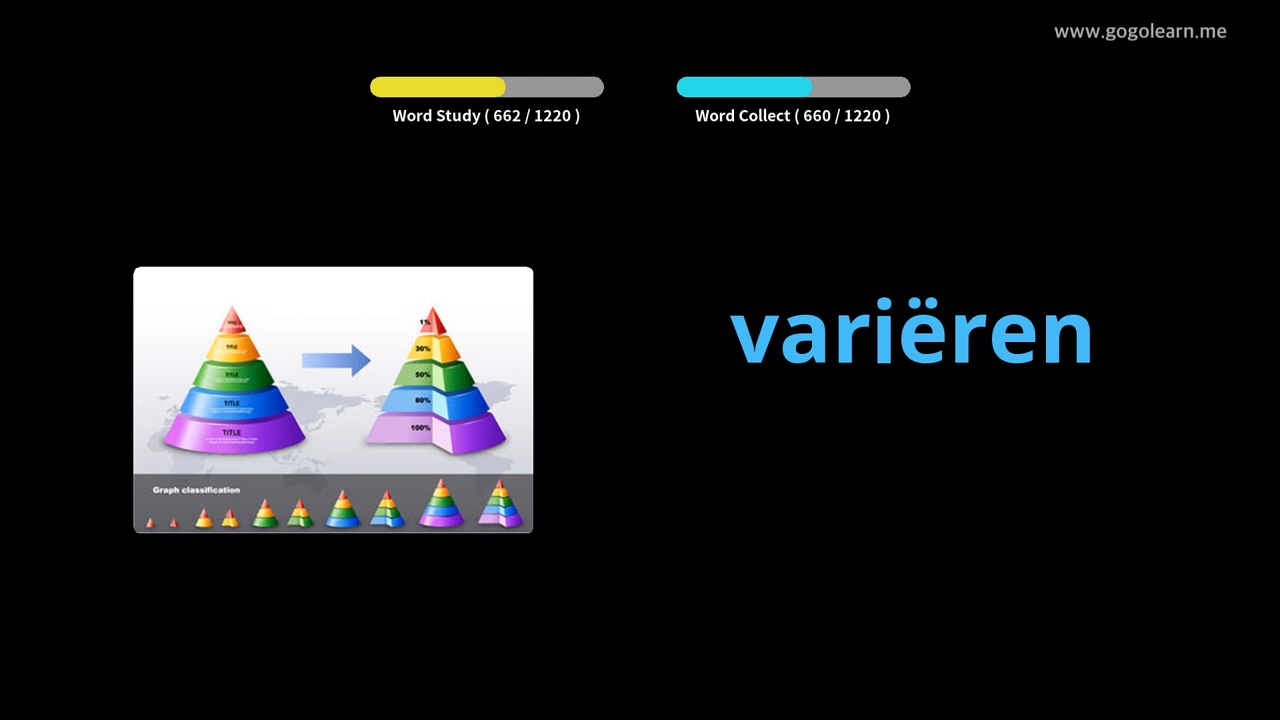 www.gogolearn.me
Word Study ( 662 / 1220 )
Word Collect ( 660 / 1220 )
variëren
TITLE
TITLE
TITLE
TITLE
1%
30%
50%
80%
100%
Graph classification